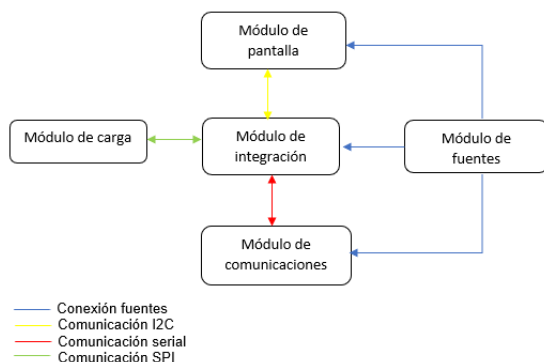 Módulo de
pantalla
Módulo de carga
Módulo de
integración
Módulo de
fuentes
Módulo de
comunicaciones
Conexión fuentes
Comunicación I2C
Comunicación serial
Comunicación SPI